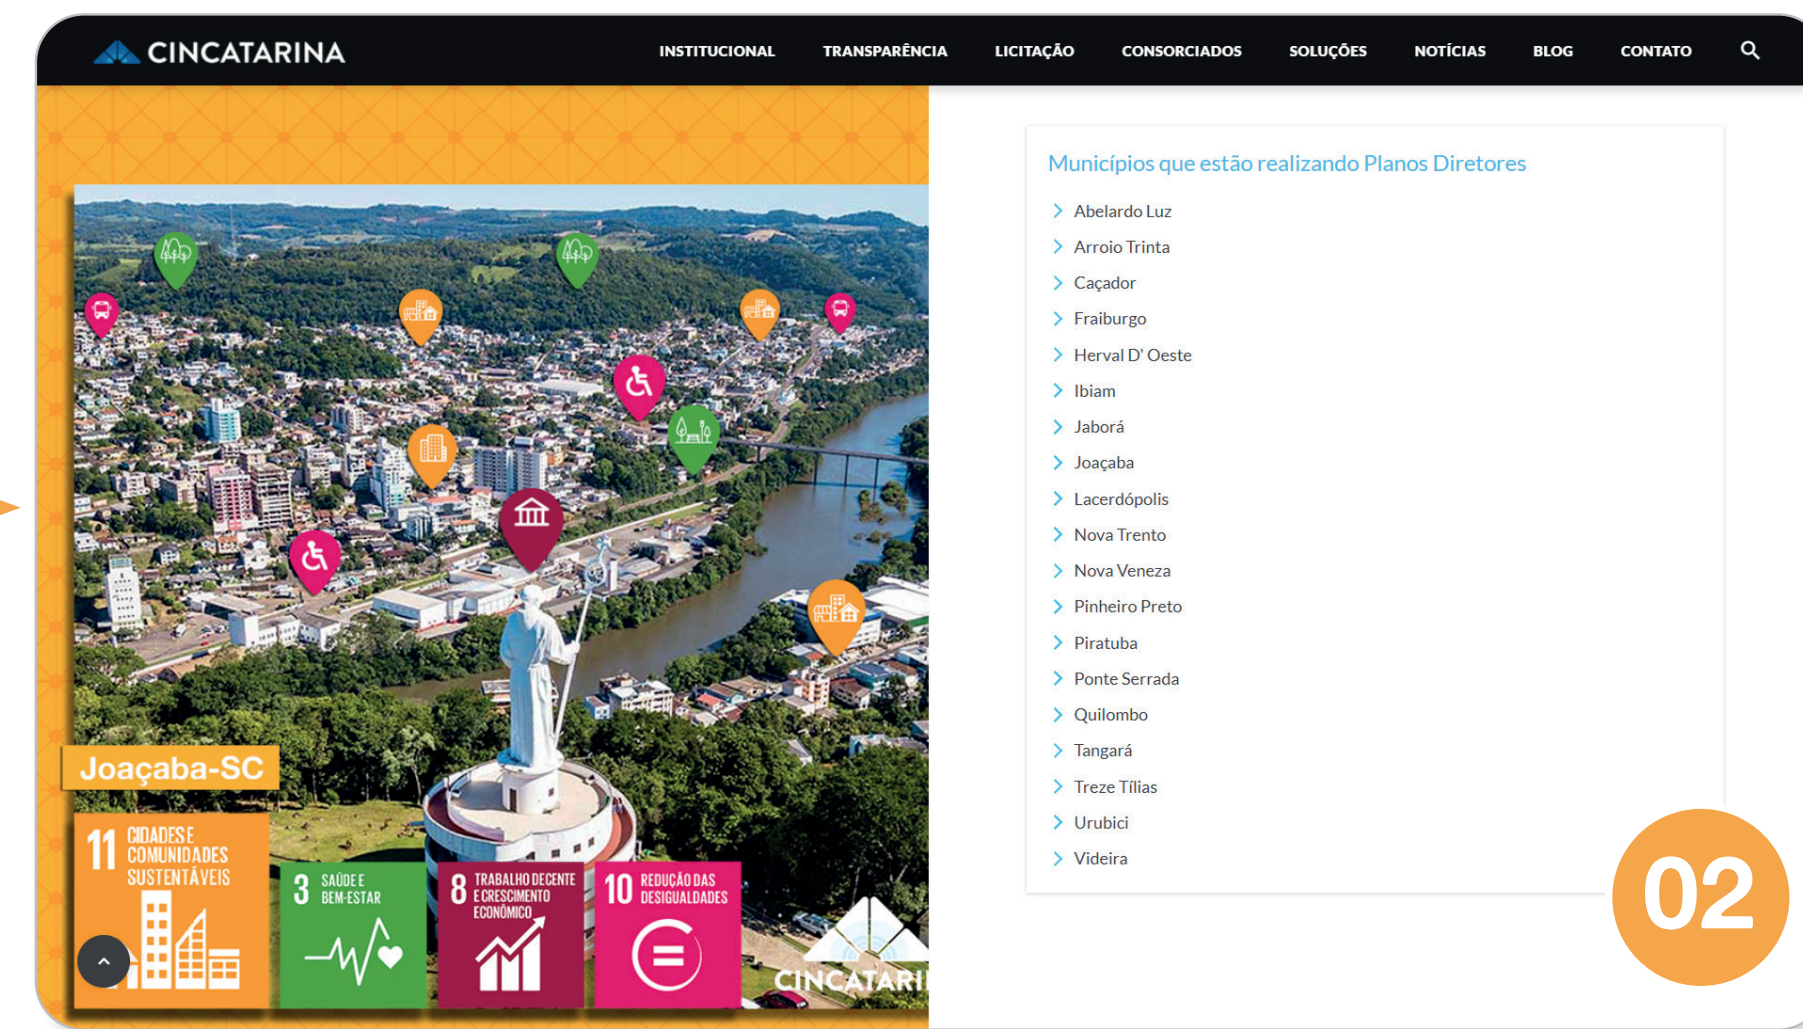 CINCATARINA
INSTITUCIONAL TRANSPARÊNCIA LICITAÇÃO CONSORCIADOS SOLUÇÕES NOTÍCIAS BLOG CONTATO
Joaçaba-SC
11 CIDADES E
COMUNIDADES
SUSTENTÁVEIS
3 SAÚDE E
BEM-ESTAR
8 TRABALHO DECENTE
E CRESCIMENTO
ECONÔMICO
10 REDUÇÃO DAS
DESIGUALDADES
CINCATARI
Municípios que estão realizando Planos Diretores
Abelardo Luz
Arroio Trinta
Caçador
Fraiburgo
Herval D' Oeste
Ibiam
Jaborá
Joaçaba
Lacerdópolis
Nova Trento
Nova Veneza
Pinheiro Preto
Piratuba
Ponte Serrada
Quilombo
Tangará
Treze Tílias
Urubici
Videira
02